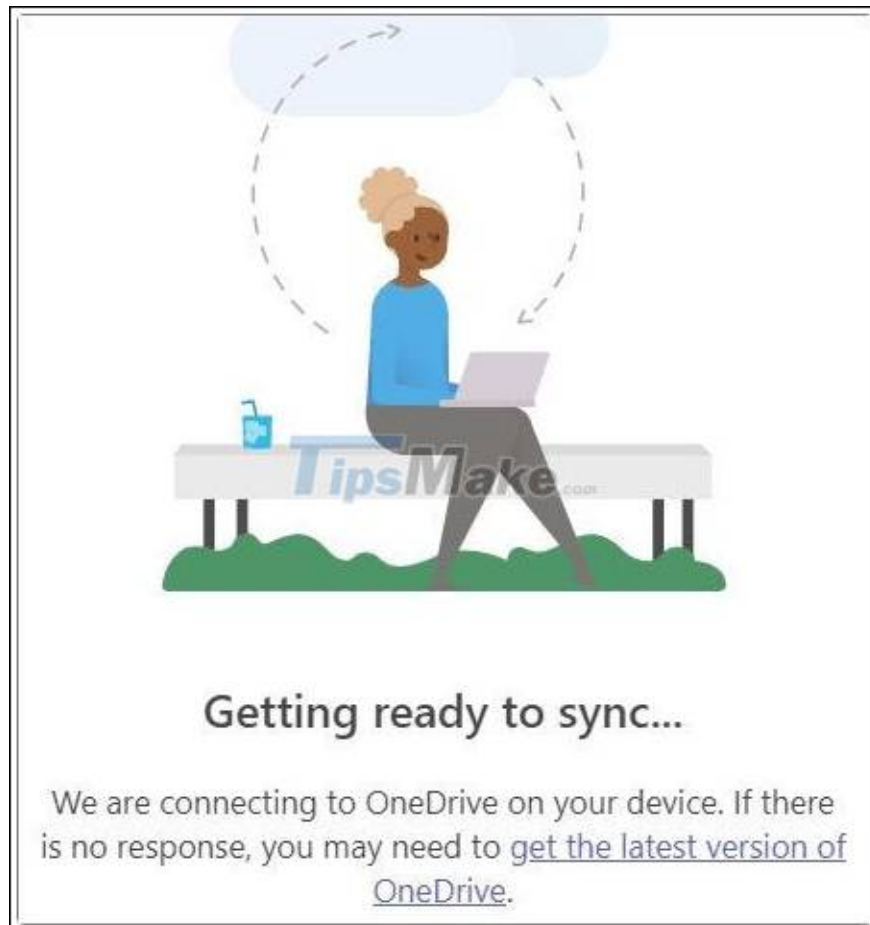 TipsMake.com
Getting ready to sync...
We are connecting to OneDrive on your device. If there
is no response, you may need to get the latest version of
OneDrive.